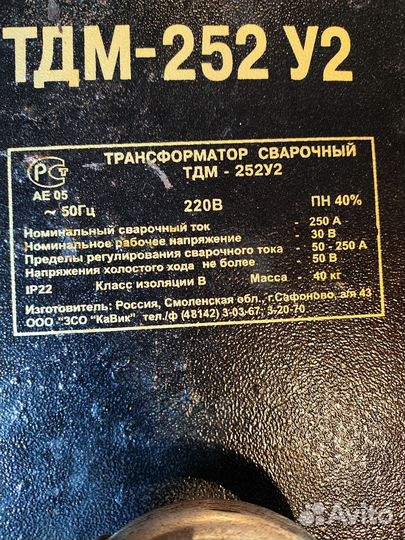 ТДМ-252 У2
РС
АЕ 05
ТРАНСФОРМАТОР СВАРОЧНЫЙ
ТДМ - 252У2
~ 50Гц 220В ПН 40%
Номинальный сварочный ток - 250 А
Номинальное рабочее напряжение - 30 В
Пределы регулирования сварочного тока - 50 - 250 А
Напряжения холостого хода не более - 50 В
IP22 Класс изоляции В Масса - 40 кг
Изготовитель: Россия, Смоленская обл., г.Сафоново, а/я 43
ООО "ЗСО "КаВик" тел./ф (48142) 3-03-67; 3-20-70
Avito